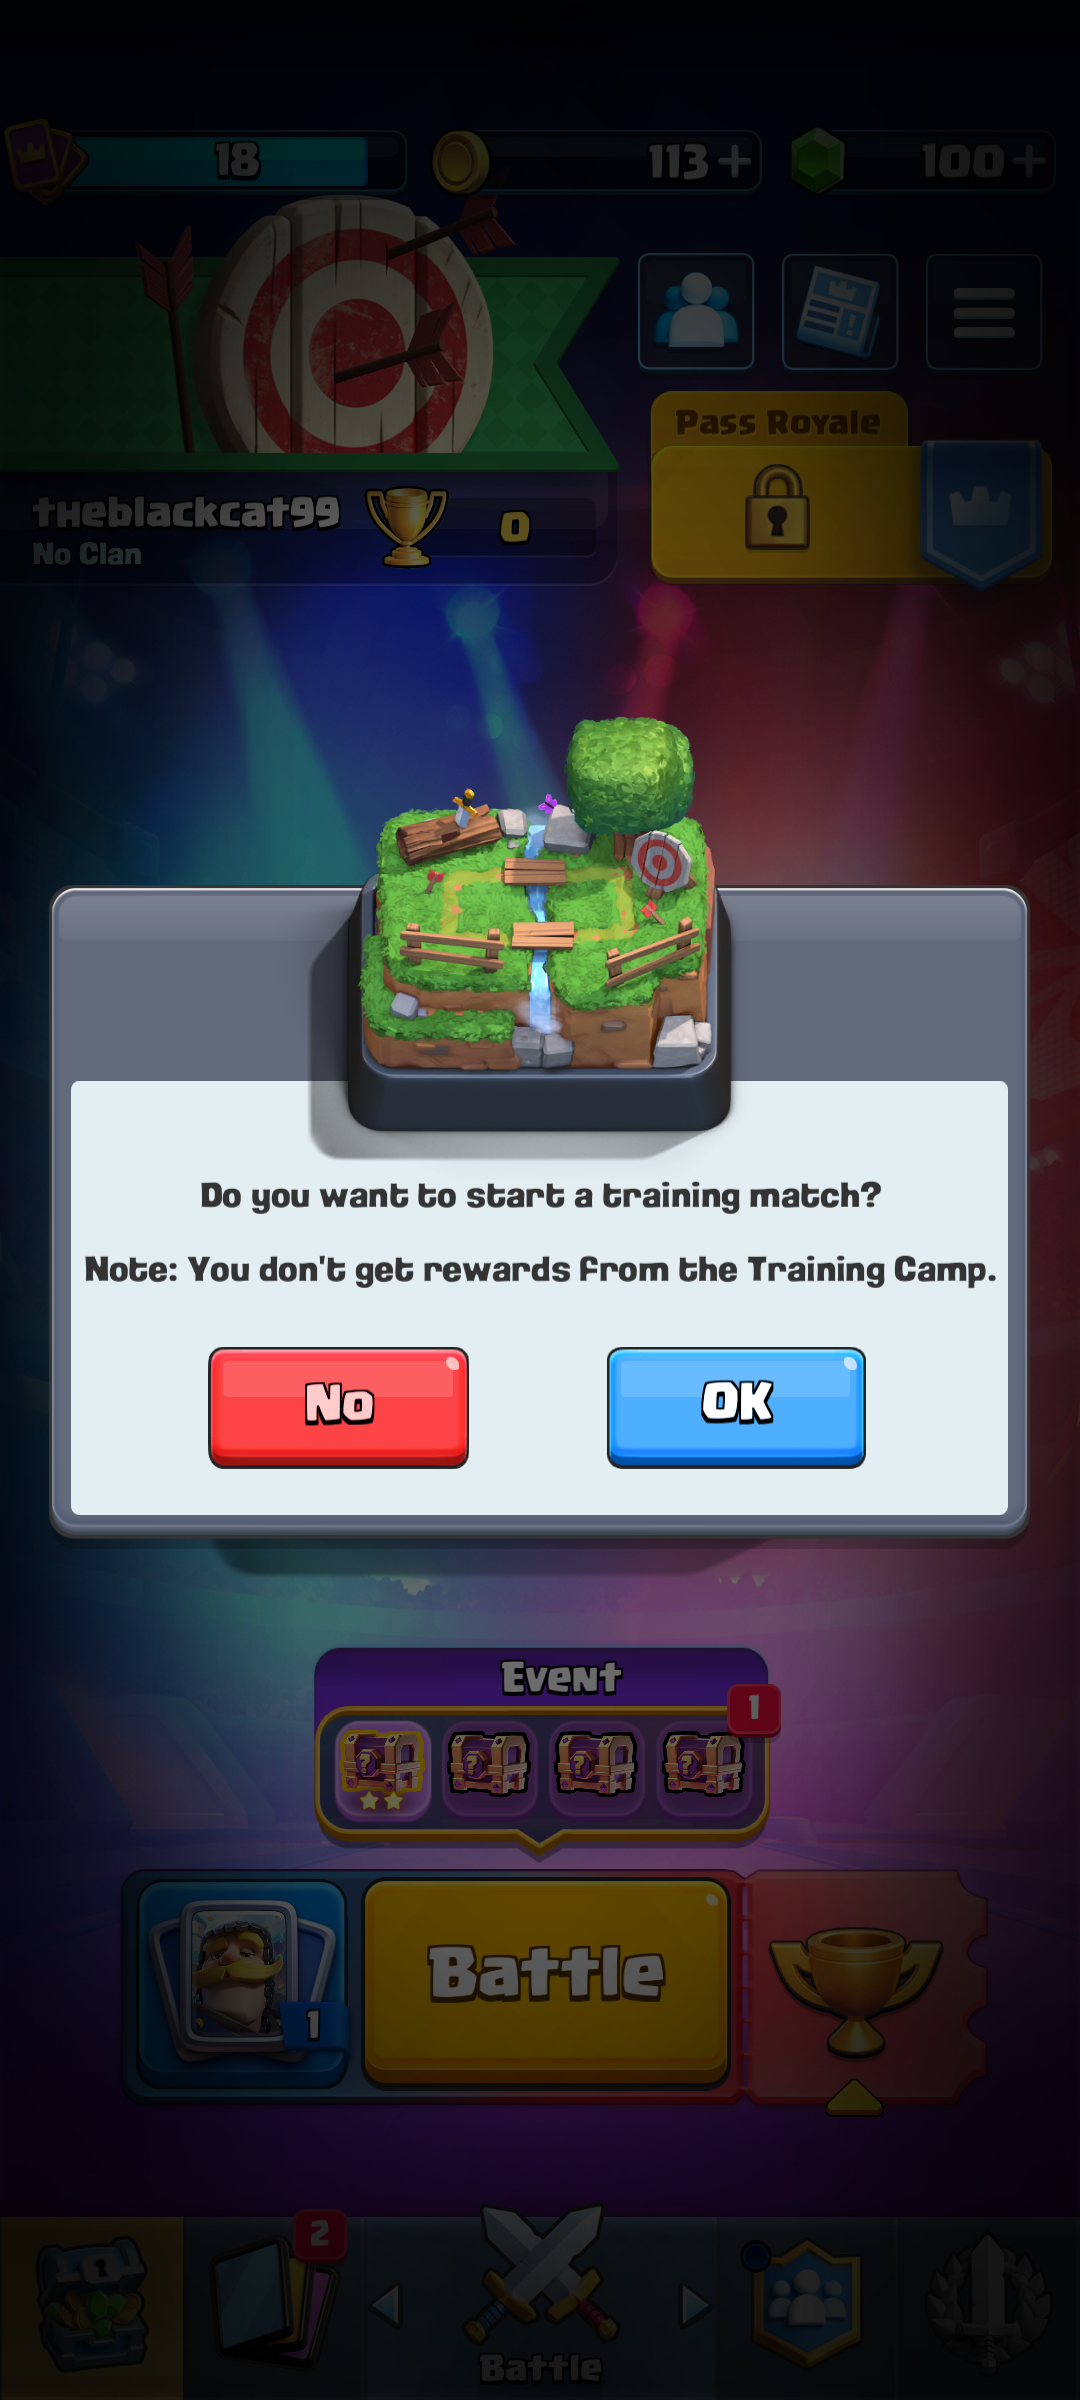 18
113+
100+
Pass Royale
theblackcat99
0
No Clan
Do you want to start a training match?
Note: You don't get rewards from the Training Camp.
No
OK
Event
1
? ? ? ?
Battle
1
2
Battle